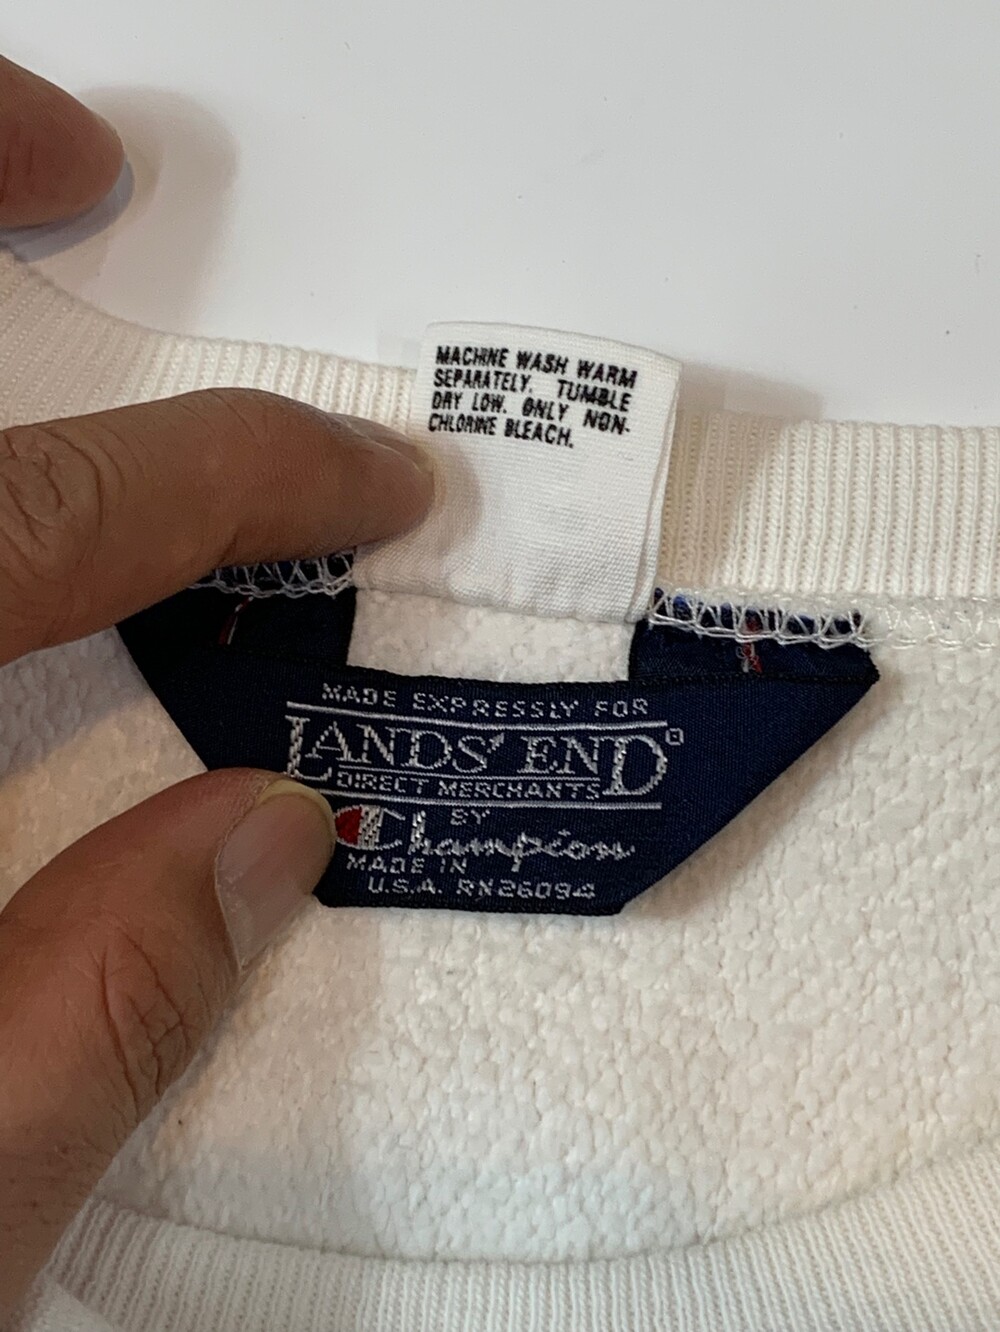 MACHINE WASH WARM
SEPARATELY. TUMBLE
DRY LOW. ONLY NON-
CHLORINE BLEACH.
MADE EXPRESSLY FOR
LANDS' END®
DIRECT MERCHANTS
BY
Champion
MADE IN
U.S.A. RN26094